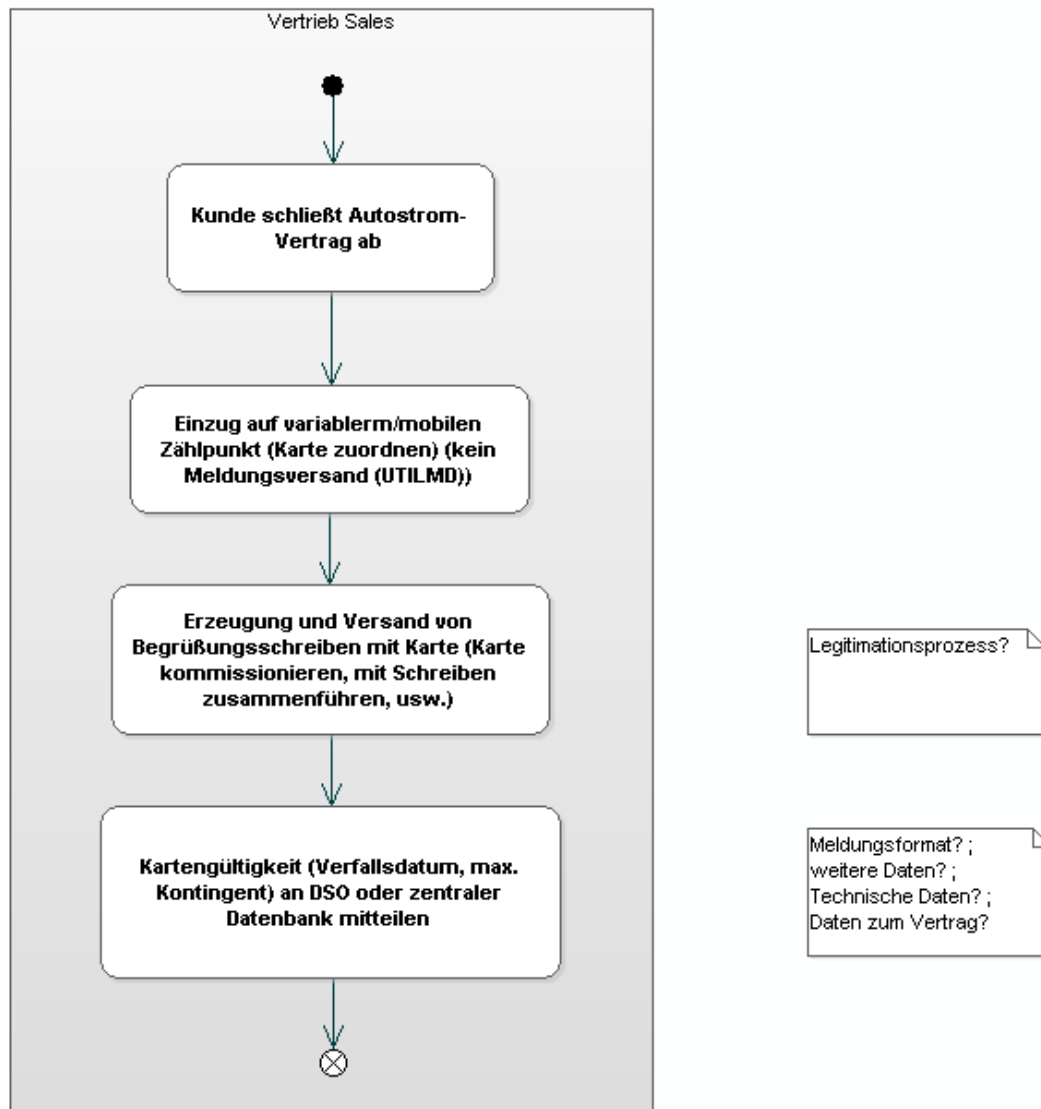 Vertrieb Sales
Kunde schließt Autostrom-
Vertrag ab
Einzug auf variablerm/mobilen
Zählpunkt (Karte zuordnen) (kein
Meldungsversand (UTILMD))
Erzeugung und Versand von
Begrüßungsschreiben mit Karte (Karte
kommissionieren, mit Schreiben
zusammenführen, usw.)
Legitimationsprozess?
Kartengültigkeit (Verfallsdatum, max.
Kontingent) an DSO oder zentraler
Datenbank mitteilen
Meldungsformat? ;
weitere Daten? ;
Technische Daten? ;
Daten zum Vertrag?